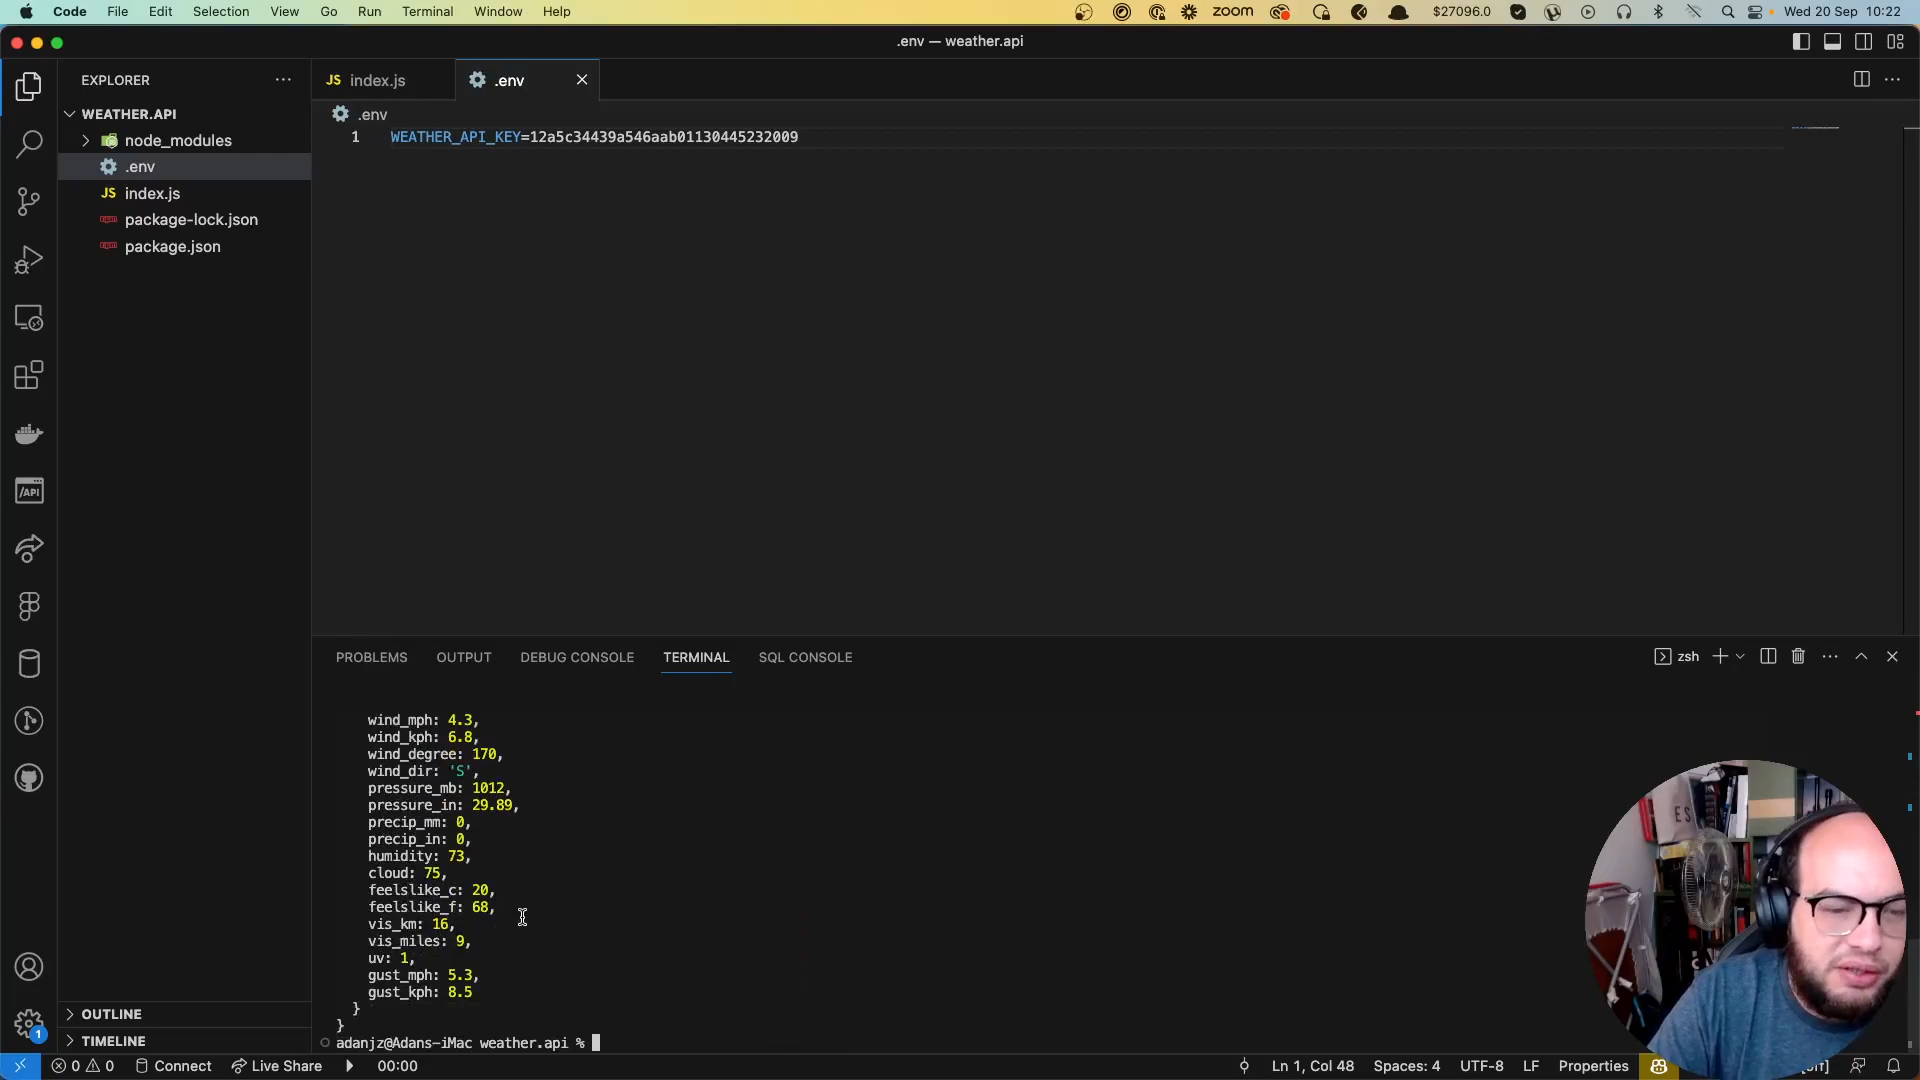 Code File Edit Selection View Go Run Terminal Window Help
zoom $27096.0 Wed 20 Sep 10:22
.env — weather.api
EXPLORER
WEATHER.API
node_modules
.env
JS index.js
package-lock.json
package.json
OUTLINE
TIMELINE
JS index.js
.env
.env
1 WEATHER_API_KEY=12a5c34439a546aab01130445232009
PROBLEMS OUTPUT DEBUG CONSOLE TERMINAL SQL CONSOLE
zsh
wind_mph: 4.3,
wind_kph: 6.8,
wind_degree: 170,
wind_dir: 'S',
pressure_mb: 1012,
pressure_in: 29.89,
precip_mm: 0,
precip_in: 0,
humidity: 73,
cloud: 75,
feelslike_c: 20,
feelslike_f: 68,
vis_km: 16,
vis_miles: 9,
uv: 1,
gust_mph: 5.3,
gust_kph: 8.5
}
}
adanjz@Adans-iMac weather.api %
/API
1
ES
0 0 Connect Live Share 00:00
Ln 1, Col 48 Spaces: 4 UTF-8 LF Properties